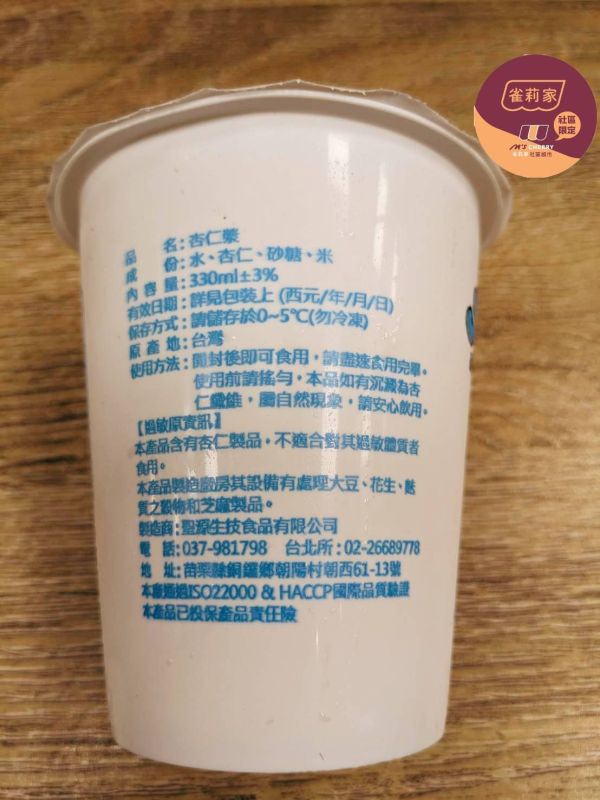 雀莉家
社區
限定
M's CHERRY
雀莉家 社區超市
品名:杏仁漿
成份:水、杏仁、砂糖、米
內容量:330ml±3%
有效日期:詳見包裝上 (西元/年/月/日)
保存方式:請儲存於0~5℃(勿冷凍)
原產地:台灣
使用方法:開封後即可食用，請盡速食用完畢。
使用前請搖勻，本品如有沉澱為杏
仁纖維，屬自然現象，請安心飲用。
【過敏原資訊】
本產品含有杏仁製品，不適合對其過敏體質者
食用。
本產品製造廠房其設備有處理大豆、花生、麩
質之穀物和芝麻製品。
製造商:聖源生技食品有限公司
電話:037-981798 台北所:02-26689778
地址:苗栗縣銅鑼鄉朝陽村朝西61-13號
本廠通過ISO22000 & HACCP國際品質驗證
本產品已投保產品責任險